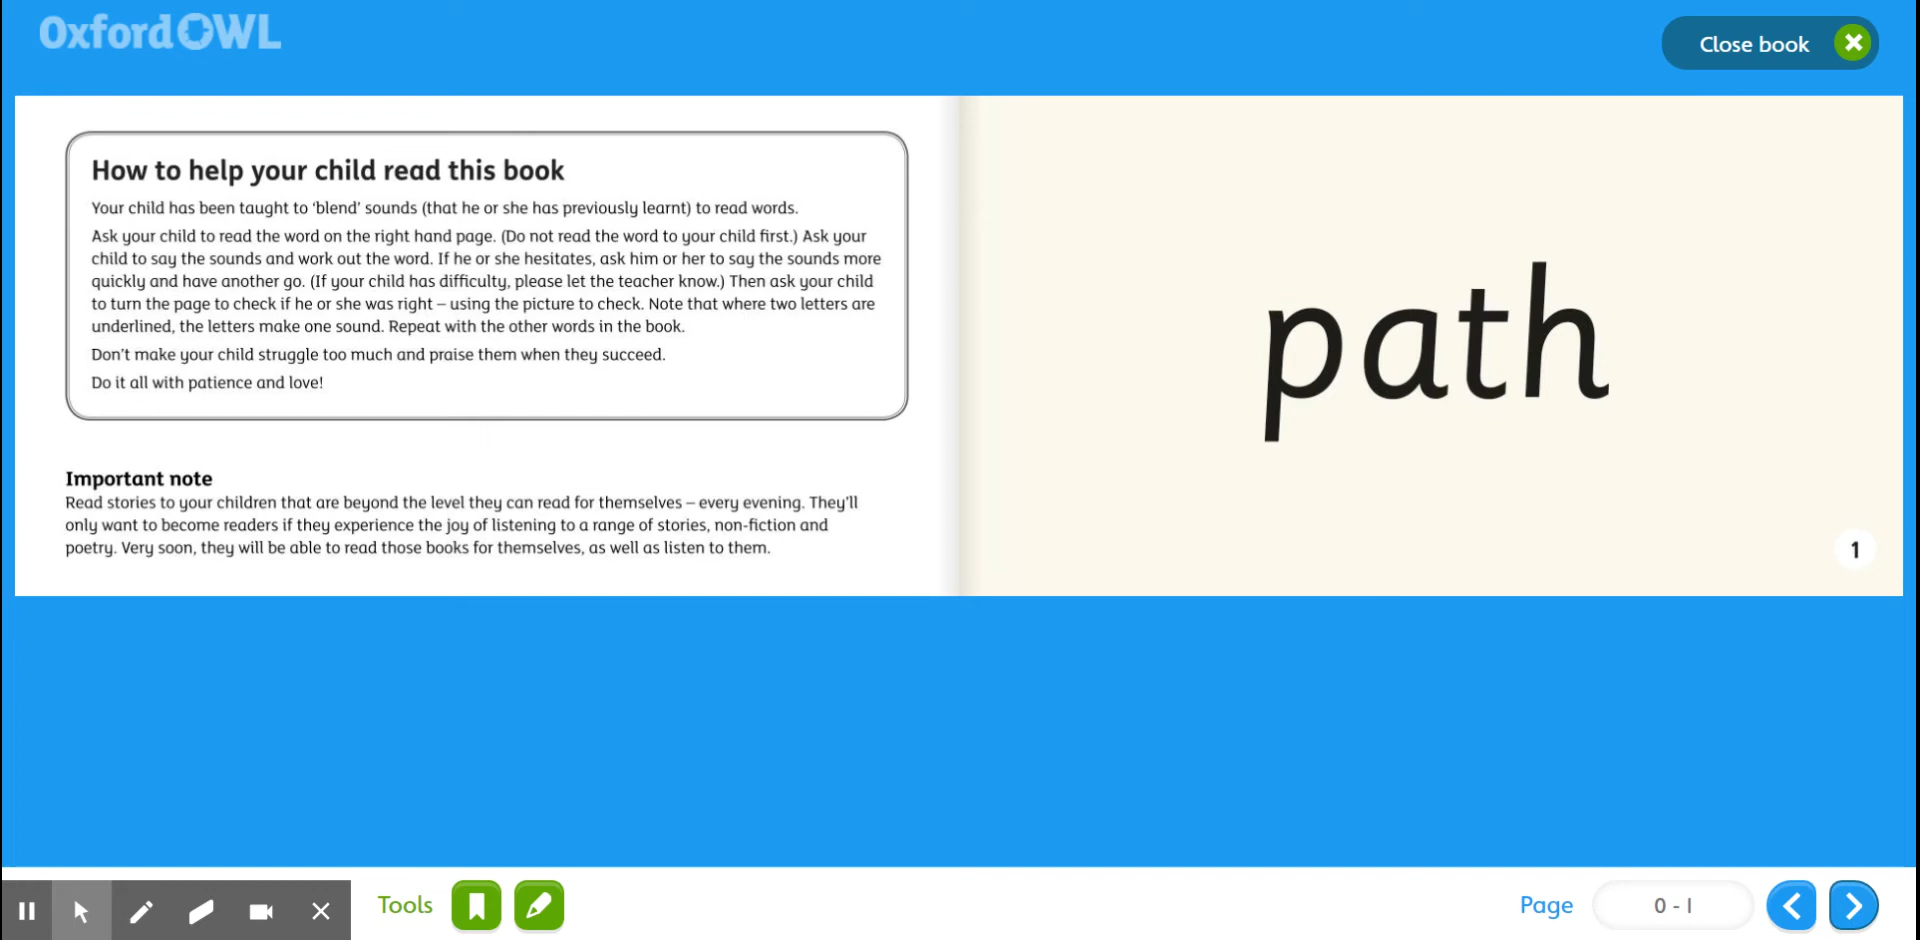 Oxford OWL
Close book
How to help your child read this book
Your child has been taught to ‘blend’ sounds (that he or she has previously learnt) to read words.
Ask your child to read the word on the right hand page. (Do not read the word to your child first.) Ask your
child to say the sounds and work out the word. If he or she hesitates, ask him or her to say the sounds more
quickly and have another go. (If your child has difficulty, please let the teacher know.) Then ask your child
to turn the page to check if he or she was right – using the picture to check. Note that where two letters are
underlined, the letters make one sound. Repeat with the other words in the book.
Don’t make your child struggle too much and praise them when they succeed.
Do it all with patience and love!
Important note
Read stories to your children that are beyond the level they can read for themselves – every evening. They’ll
only want to become readers if they experience the joy of listening to a range of stories, non-fiction and
poetry. Very soon, they will be able to read those books for themselves, as well as listen to them.
path
1
Tools
Page
0 - 1